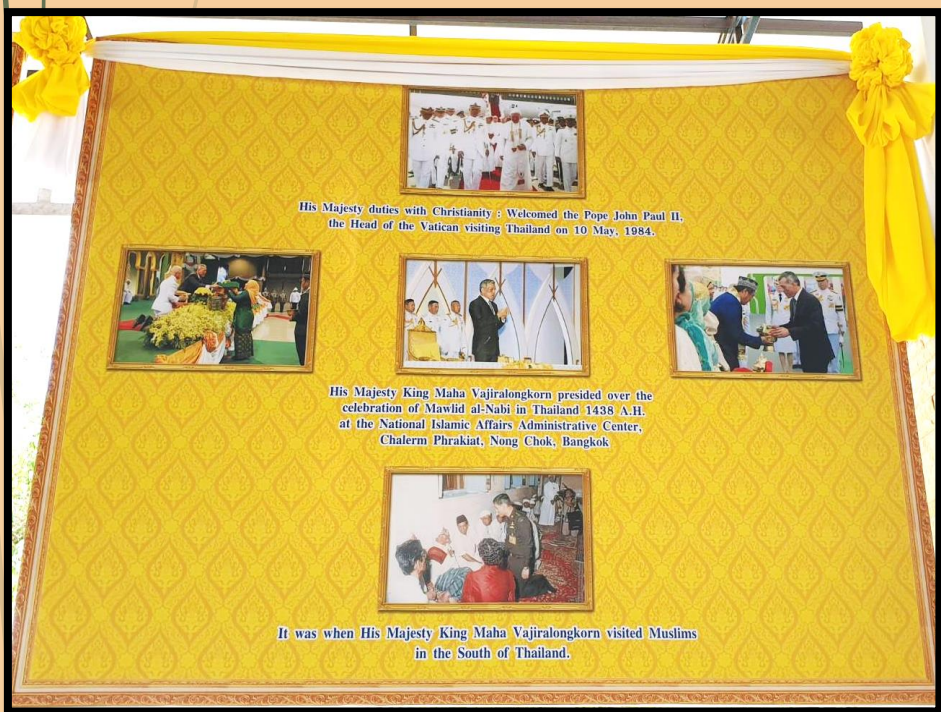 His Majesty duties with Christianity : Welcomed the Pope John Paul II,
the Head of the Vatican visiting Thailand on 10 May, 1984.
His Majesty King Maha Vajiralongkorn presided over the
celebration of Mawlid al-Nabi in Thailand 1438 A.H.
at the National Islamic Affairs Administrative Center,
Chalerm Phrakiat, Nong Chok, Bangkok
It was when His Majesty King Maha Vajiralongkorn visited Muslims
in the South of Thailand.